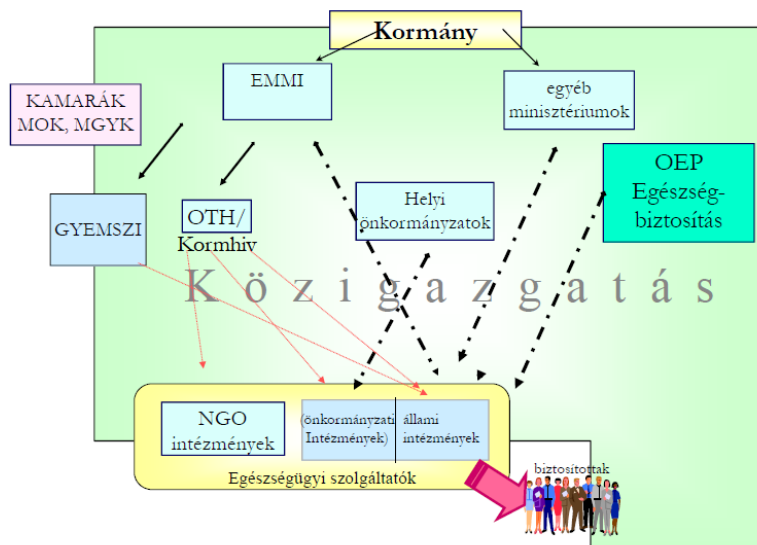 Kormány
EMMI
egyéb
minisztériumok
KAMARÁK
MOK, MGYK
OEP
Egészség-
biztosítás
GYEMSZI
OTH/
Kormhiv
Helyi
önkormányzatok
Közigazgatás
NGO
intézmények
(önkormányzati
Intézmények)
állami
intézmények
Egészségügyi szolgáltatók
biztosítottak